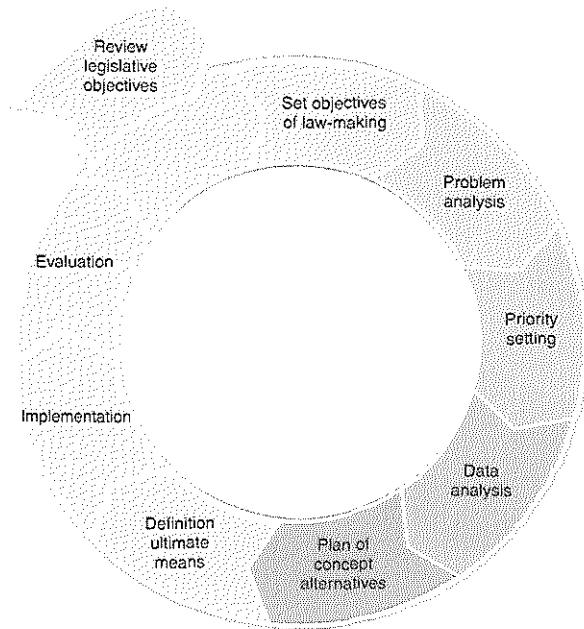 Review
legislative
objectives
Set objectives
of law-making
Problem
analysis
Priority
setting
Data
analysis
Plan of
concept
alternatives
Definition
ultimate
means
Implementation
Evaluation